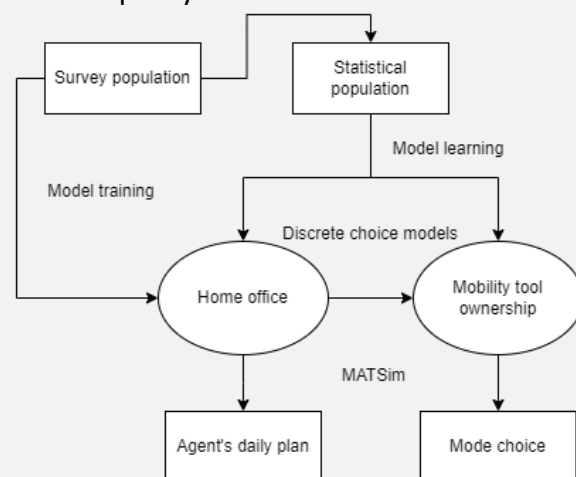 Survey population
Statistical
population
Model learning
Model training
Discrete choice models
Home office
Mobility tool
ownership
MATSim
Agent's daily plan
Mode choice